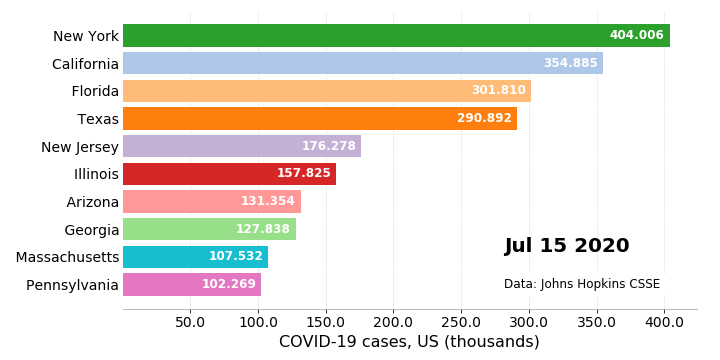 New York 404.006
California 354.885
Florida 301.810
Texas 290.892
New Jersey 176.278
Illinois 157.825
Arizona 131.354
Georgia 127.838
Massachusetts 107.532
Pennsylvania 102.269
Jul 15 2020
Data: Johns Hopkins CSSE
50.0 100.0 150.0 200.0 250.0 300.0 350.0 400.0
COVID-19 cases, US (thousands)